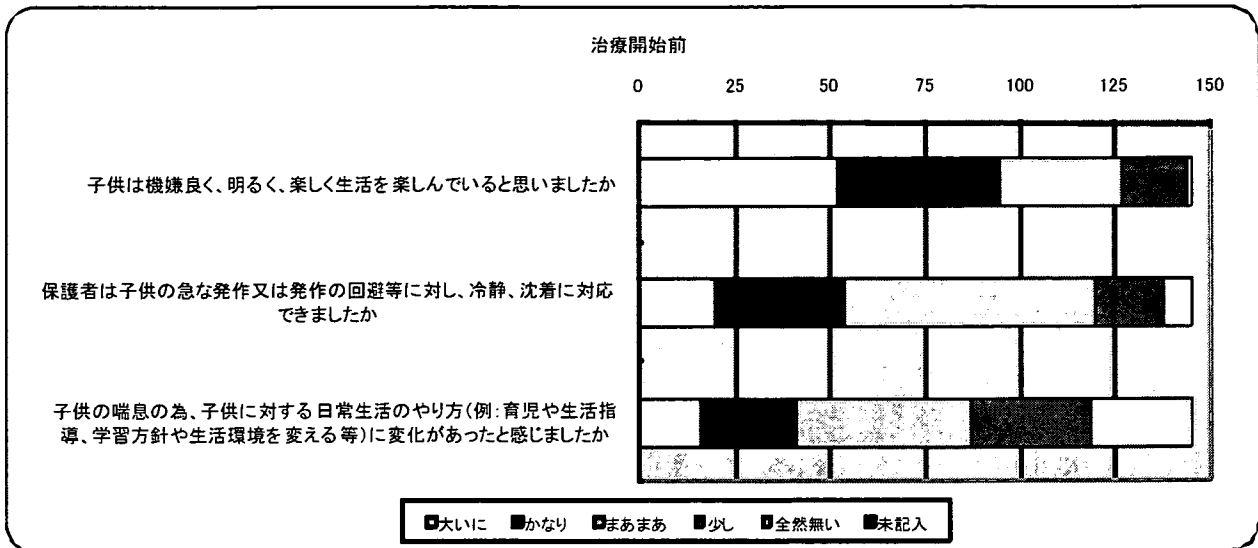 治療開始前
0 25 50 75 100 125 150
子供は機嫌良く、明るく、楽しく生活を楽しんでいると思いましたか
保護者は子供の急な発作又は発作の回避等に対し、冷静、沈着に対応
できましたか
子供の喘息の為、子供に対する日常生活のやり方(例:育児や生活指
導、学習方針や生活環境を変える等)に変化があったと感じましたか
大いに かなり まあまあ 少し 全然無い 未記入